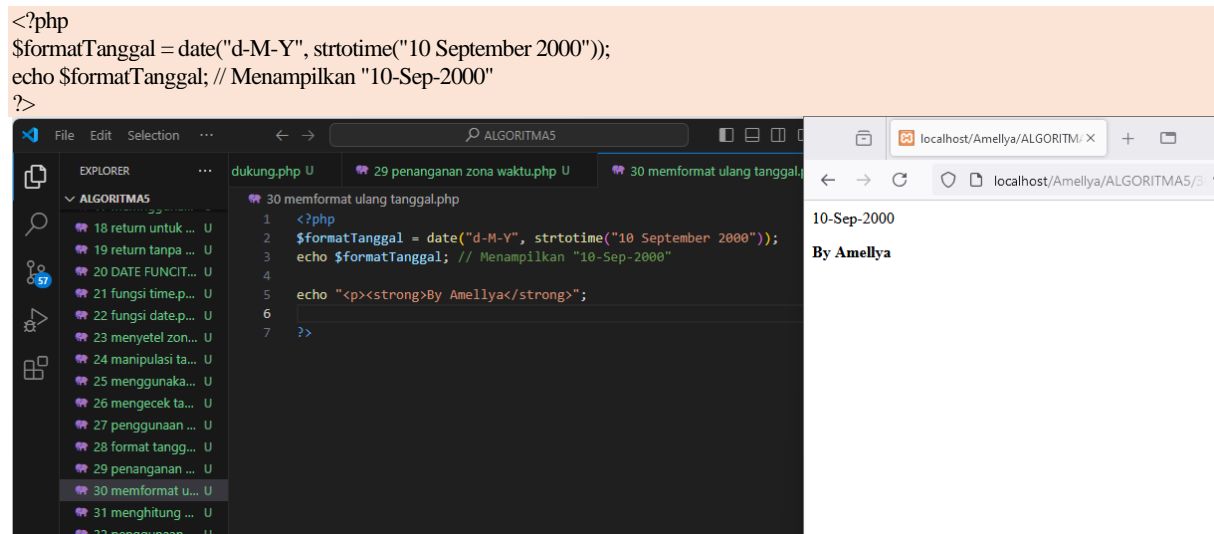 <?php
$formatTanggal = date("d-M-Y", strtotime("10 September 2000"));
echo $formatTanggal; // Menampilkan "10-Sep-2000"
?>
File Edit Selection ···
ALGORITMA5
EXPLORER ···
ALGORITMA5
18 return untuk ... U
19 return tanpa ... U
20 DATE FUNCIT... U
21 fungsi time.p... U
22 fungsi date.p... U
23 menyetel zon... U
24 manipulasi ta... U
25 menggunaka... U
26 mengecek ta... U
27 penggunaan ... U
28 format tangg... U
29 penanganan ... U
30 memformat u... U
31 menghitung ... U
57
dukung.php U
29 penanganan zona waktu.php U
30 memformat ulang tanggal.
30 memformat ulang tanggal.php
1 <?php
2 $formatTanggal = date("d-M-Y", strtotime("10 September 2000"));
3 echo $formatTanggal; // Menampilkan "10-Sep-2000"
4
5 echo "<p><strong>By Amellya</strong>";
6
7 ?>
localhost/Amellya/ALGORITM
localhost/Amellya/ALGORITMA5/3
10-Sep-2000
By Amellya